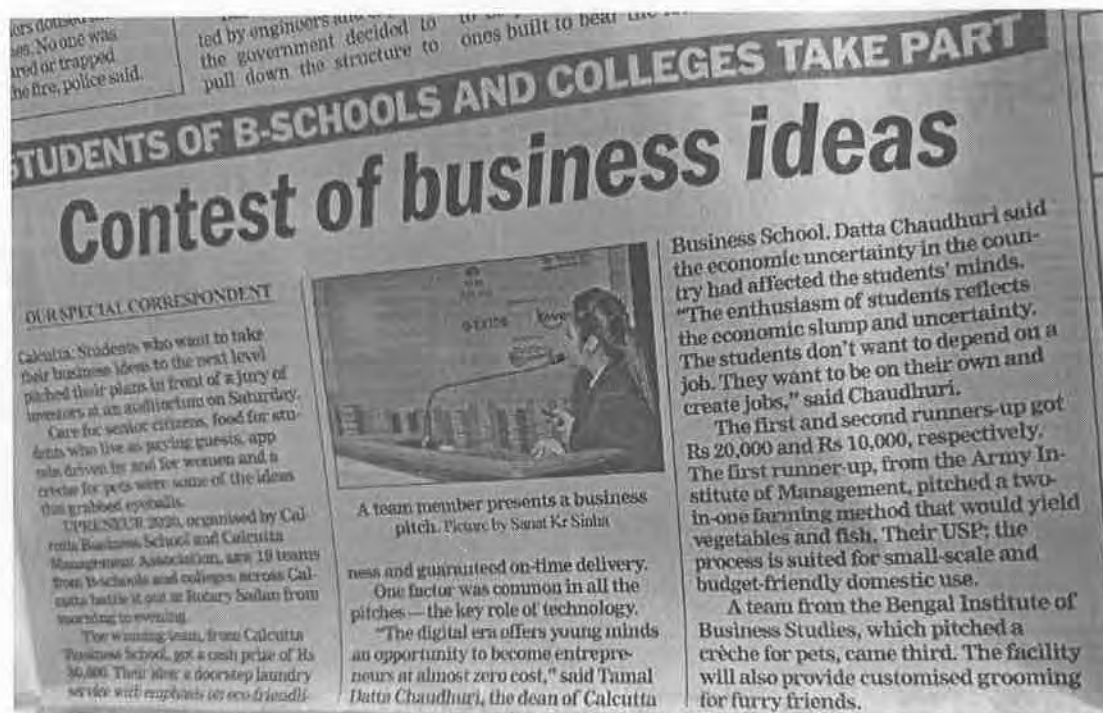 ors doused
es. No one was
red or trapped
he fire, police said.
ted by engineers and
the government decided to
pull down the structure to
ones built to bear the
STUDENTS OF B-SCHOOLS AND COLLEGES TAKE PART
Contest of business ideas
OUR SPECIAL CORRESPONDENT
Calcutta: Students who want to take
their business ideas to the next level
pitched their plans in front of a jury of
investors at an auditorium on Saturday.
Care for senior citizens, food for stu-
dents who live as paying guests, app
cabs driven by and for women and a
creche for pets were some of the ideas
that grabbed eyeballs.
UPRENEUR 2020, organised by Cal-
cutta Business School and Calcutta
Management Association, saw 19 teams
from B-schools and colleges across Cal-
cutta battle it out at Rotary Sadan from
morning to evening.
The winning team, from Calcutta
Business School, got a cash prize of Rs
30,000. Their idea: a doorstep laundry
service with emphasis on eco-friendli-
A team member presents a business
pitch. Picture by Sanat Kr Sinha
ness and guaranteed on-time delivery.
One factor was common in all the
pitches — the key role of technology.
"The digital era offers young minds
an opportunity to become entrepre-
neurs at almost zero cost," said Tamal
Datta Chaudhuri, the dean of Calcutta
Business School. Datta Chaudhuri said
the economic uncertainty in the coun-
try had affected the students' minds.
"The enthusiasm of students reflects
the economic slump and uncertainty.
The students don't want to depend on a
job. They want to be on their own and
create jobs," said Chaudhuri.
The first and second runners-up got
Rs 20,000 and Rs 10,000, respectively.
The first runner-up, from the Army In-
stitute of Management, pitched a two-
in-one farming method that would yield
vegetables and fish. Their USP: the
process is suited for small-scale and
budget-friendly domestic use.
A team from the Bengal Institute of
Business Studies, which pitched a
crèche for pets, came third. The facility
will also provide customised grooming
for furry friends.